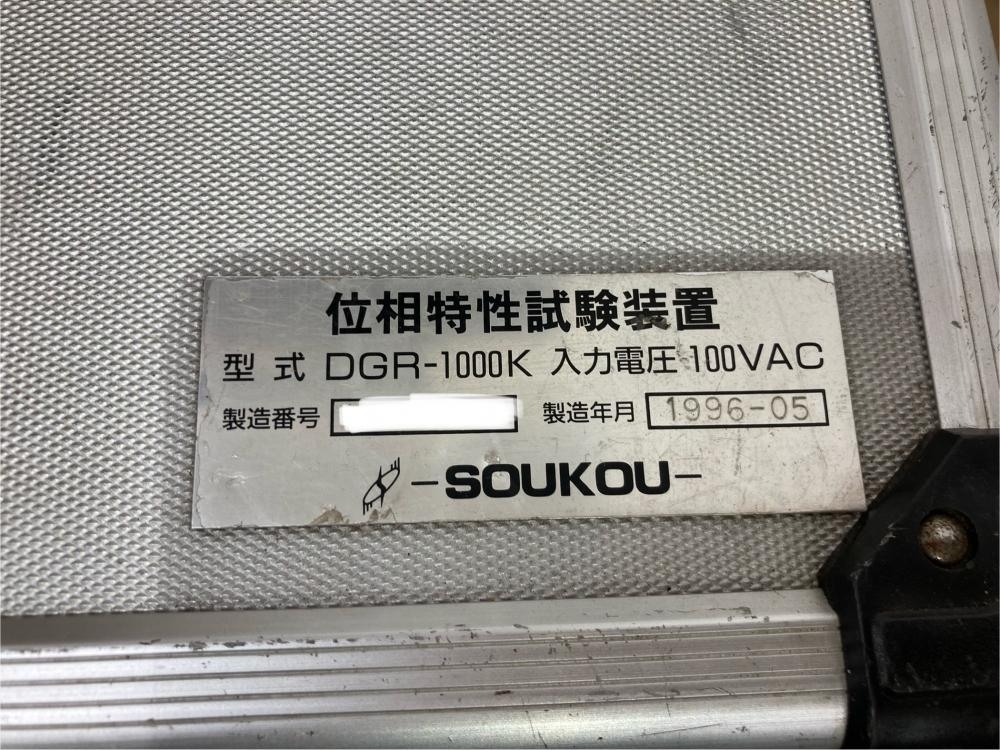 位相特性試験装置
型式 DGR-1000K 入力電圧 100VAC
製造番号 製造年月 1996-05
-SOUKOU-